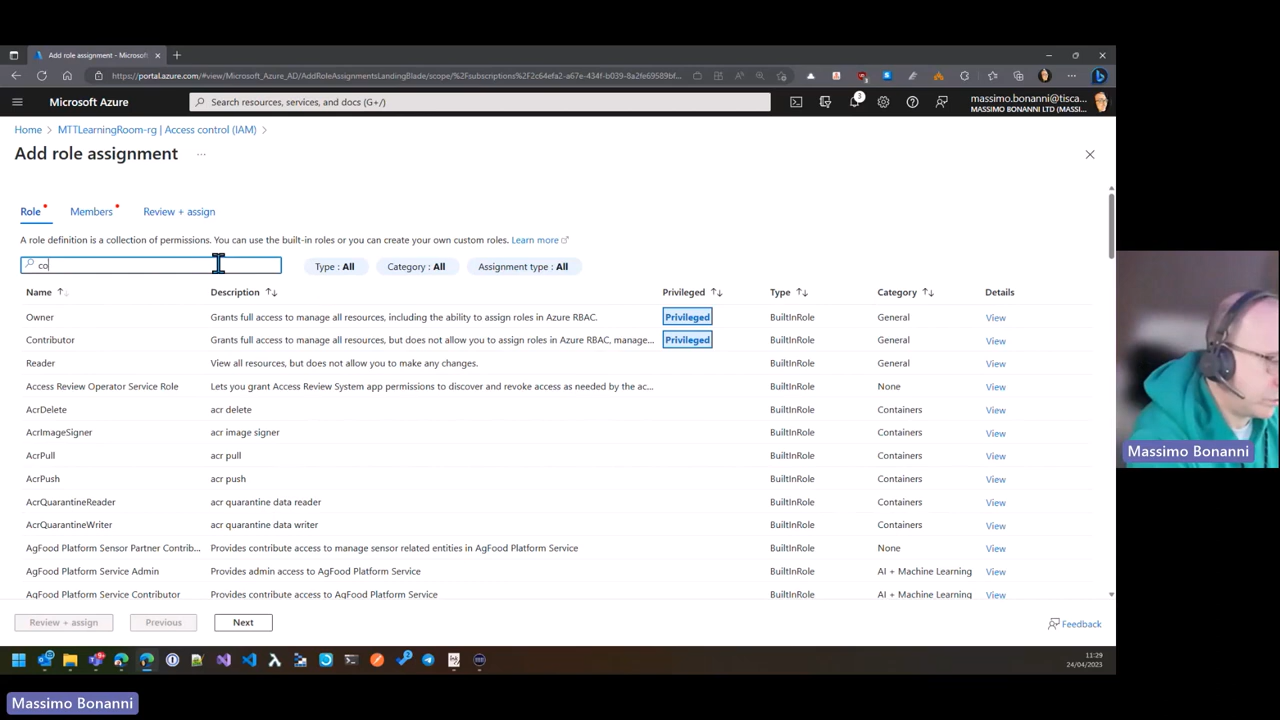 Add role assignment - Microsoft
https://portal.azure.com/#view/Microsoft_Azure_AD/AddRoleAssignmentsLandingBlade/scope/%2Fsubscriptions%2F2c64efa2-a67e-434f-b039-8a2fe69589bf...
Microsoft Azure
Search resources, services, and docs (G+/)
3
massimo.bonanni@tisca...
MASSIMO BONANNI LTD (MASSI...
Home > MTTLearningRoom-rg | Access control (IAM) >
Add role assignment ...
Role * Members * Review + assign
A role definition is a collection of permissions. You can use the built-in roles or you can create your own custom roles. Learn more
co
Type : All
Category : All
Assignment type : All
Name ↑↓ Description ↑↓ Privileged ↑↓ Type ↑↓ Category ↑↓ Details
Owner Grants full access to manage all resources, including the ability to assign roles in Azure RBAC. Privileged BuiltInRole General View
Contributor Grants full access to manage all resources, but does not allow you to assign roles in Azure RBAC, manage... Privileged BuiltInRole General View
Reader View all resources, but does not allow you to make any changes. BuiltInRole General View
Access Review Operator Service Role Lets you grant Access Review System app permissions to discover and revoke access as needed by the ac... BuiltInRole None View
AcrDelete acr delete BuiltInRole Containers View
AcrImageSigner acr image signer BuiltInRole Containers View
AcrPull acr pull BuiltInRole Containers View
AcrPush acr push BuiltInRole Containers View
AcrQuarantineReader acr quarantine data reader BuiltInRole Containers View
AcrQuarantineWriter acr quarantine data writer BuiltInRole Containers View
AgFood Platform Sensor Partner Contrib... Provides contribute access to manage sensor related entities in AgFood Platform Service BuiltInRole None View
AgFood Platform Service Admin Provides admin access to AgFood Platform Service BuiltInRole AI + Machine Learning View
AgFood Platform Service Contributor Provides contribute access to AgFood Platform Service BuiltInRole AI + Machine Learning View
Review + assign
Previous
Next
Feedback
11:29
24/04/2023
Massimo Bonanni
Massimo Bonanni